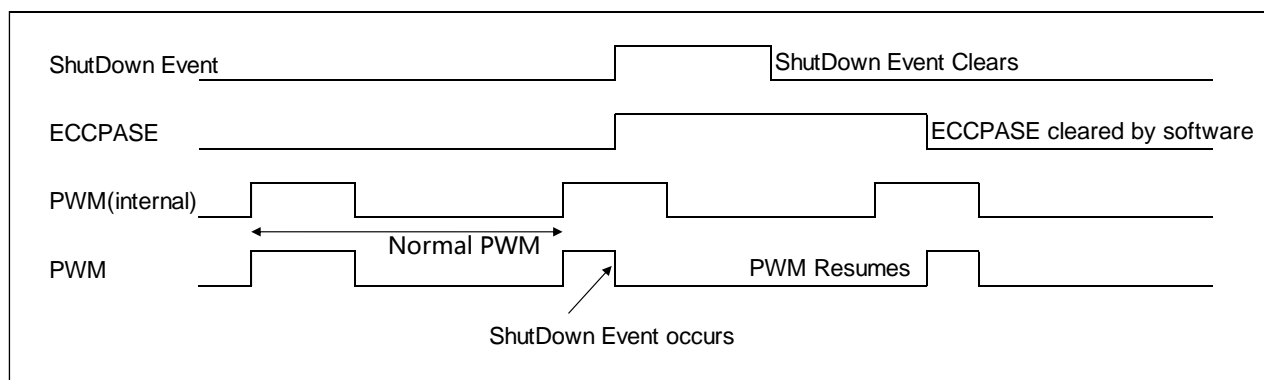 ShutDown Event
ShutDown Event Clears
ECCPASE
ECCPASE cleared by software
PWM(internal)
Normal PWM
PWM
PWM Resumes
ShutDown Event occurs